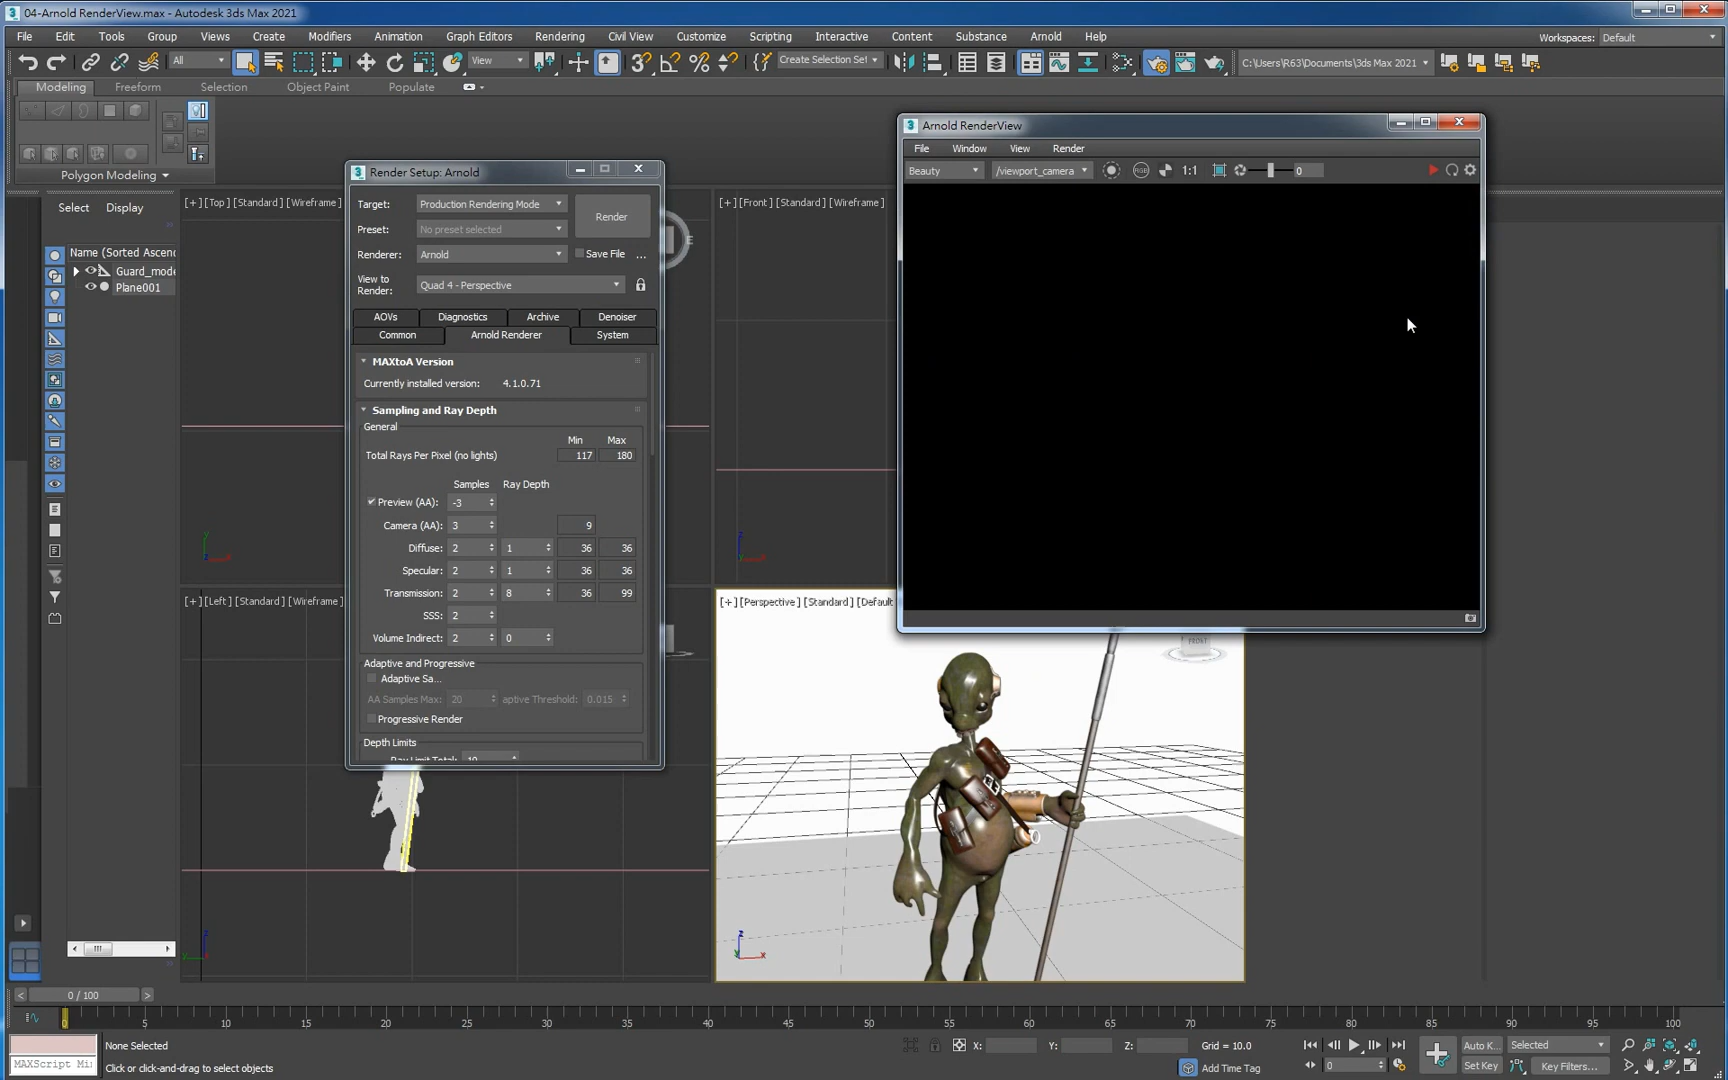 04-Arnold RenderView.max - Autodesk 3ds Max 2021
File Edit Tools Group Views Create Modifiers Animation Graph Editors Rendering Civil View Customize Scripting Interactive Content Substance Arnold Help
Workspaces: Default
All View Create Selection Set C:\Users\R63\Documents\3ds Max 2021
Modeling Freeform Selection Object Paint Populate
Polygon Modeling
Select Display
Name (Sorted Ascen
Guard_mode
Plane001
[+] [Top] [Standard] [Wireframe]
[+] [Front] [Standard] [Wireframe]
[+] [Left] [Standard] [Wireframe]
[+] [Perspective] [Standard] [Default
Render Setup: Arnold
Target: Production Rendering Mode
Render
Preset: No preset selected
Renderer: Arnold Save File ...
View to
Render: Quad 4 - Perspective
AOVs Diagnostics Archive Denoiser
Common Arnold Renderer System
MAXtoA Version
Currently installed version: 4.1.0.71
Sampling and Ray Depth
General
Min Max
Total Rays Per Pixel (no lights) 117 180
Samples Ray Depth
Preview (AA): -3
Camera (AA): 3 9
Diffuse: 2 1 36 36
Specular: 2 1 36 36
Transmission: 2 8 36 99
SSS: 2
Volume Indirect: 2 0
Adaptive and Progressive
Adaptive Sa...
AA Samples Max: 20 aptive Threshold: 0.015
Progressive Render
Depth Limits
Ray Limit Total: 10
Arnold RenderView
File Window View Render
Beauty /viewport_camera RGB 1:1 0
FRONT
E
y x
z x
z y
z y x
0 / 100
0 5 10 15 20 25 30 35 40 45 50 55 60 65 70 75 80 85 90 95 100
None Selected
X: Y: Z: Grid = 10.0
Auto K... Selected
MAXScript Mi:
Click or click-and-drag to select objects
Add Time Tag
0
Set Key Key Filters...